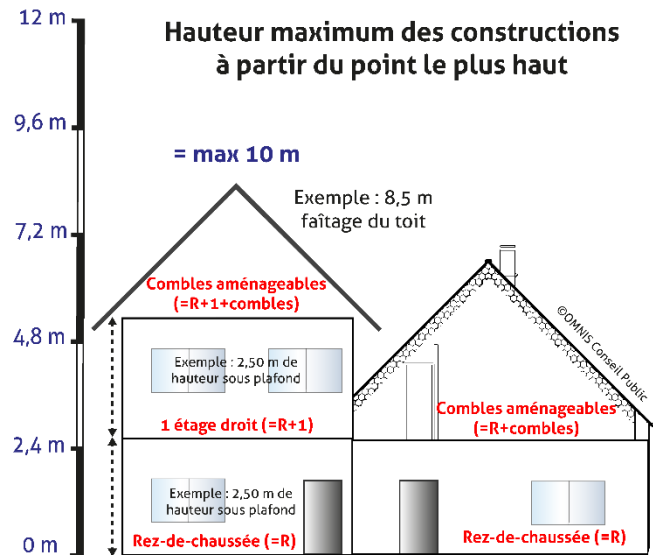 Hauteur maximum des constructions
à partir du point le plus haut
12 m
9,6 m
7,2 m
4,8 m
2,4 m
0 m
= max 10 m
Exemple : 8,5 m
faîtage du toit
Combles aménageables
(=R+1+combles)
Exemple : 2,50 m de
hauteur sous plafond
1 étage droit (=R+1)
Exemple : 2,50 m de
hauteur sous plafond
Rez-de-chaussée (=R)
©OMNIS Conseil Public
Combles aménageables
(=R+combles)
Rez-de-chaussée (=R)